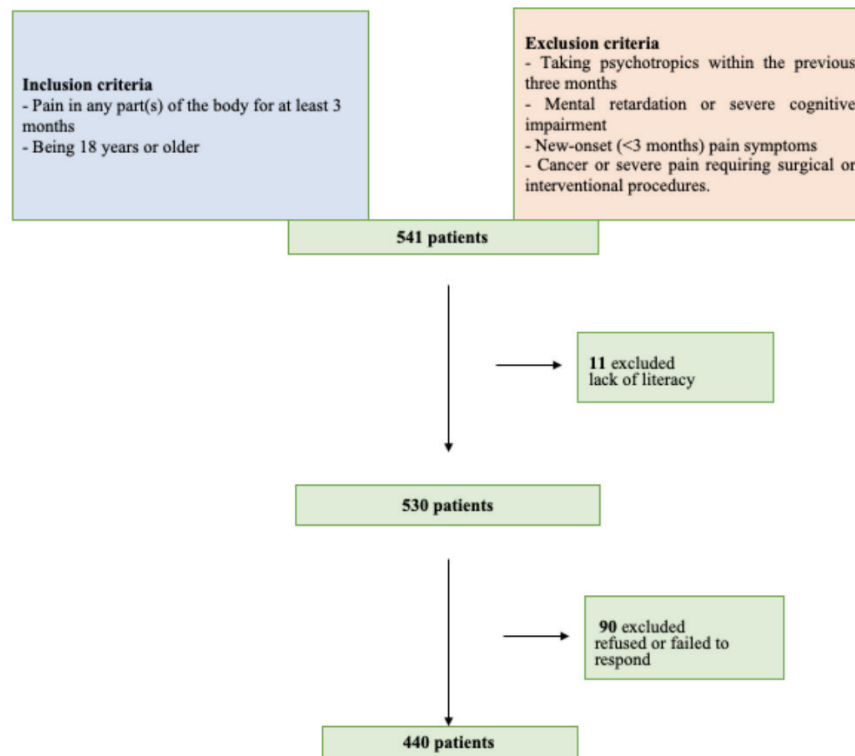 Inclusion criteria
- Pain in any part(s) of the body for at least 3
months
- Being 18 years or older
Exclusion criteria
- Taking psychotropics within the previous
three months
- Mental retardation or severe cognitive
impairment
- New-onset (<3 months) pain symptoms
- Cancer or severe pain requiring surgical or
interventional procedures.
541 patients
11 excluded
lack of literacy
530 patients
90 excluded
refused or failed to
respond
440 patients